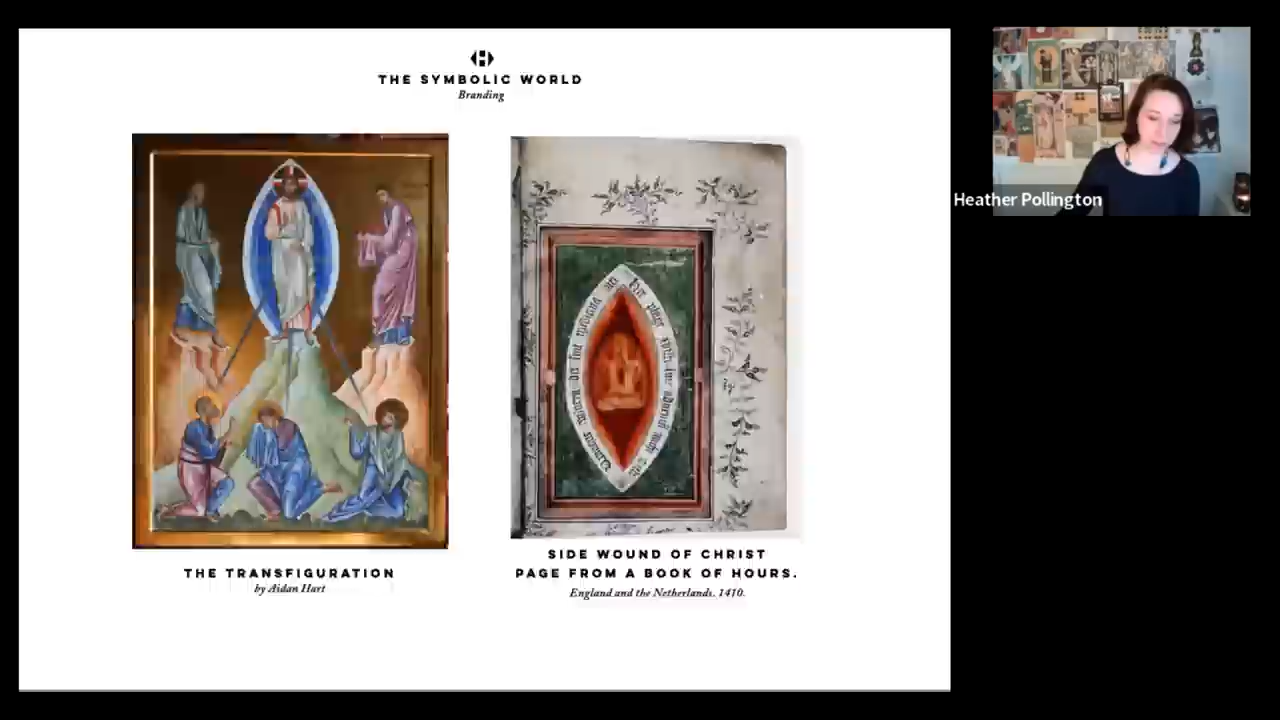 THE SYMBOLIC WORLD
Branding
Heather Pollington
THE TRANSFIGURATION
by Aidan Hart
SIDE WOUND OF CHRIST
PAGE FROM A BOOK OF HOURS.
England and the Netherlands. 1410.